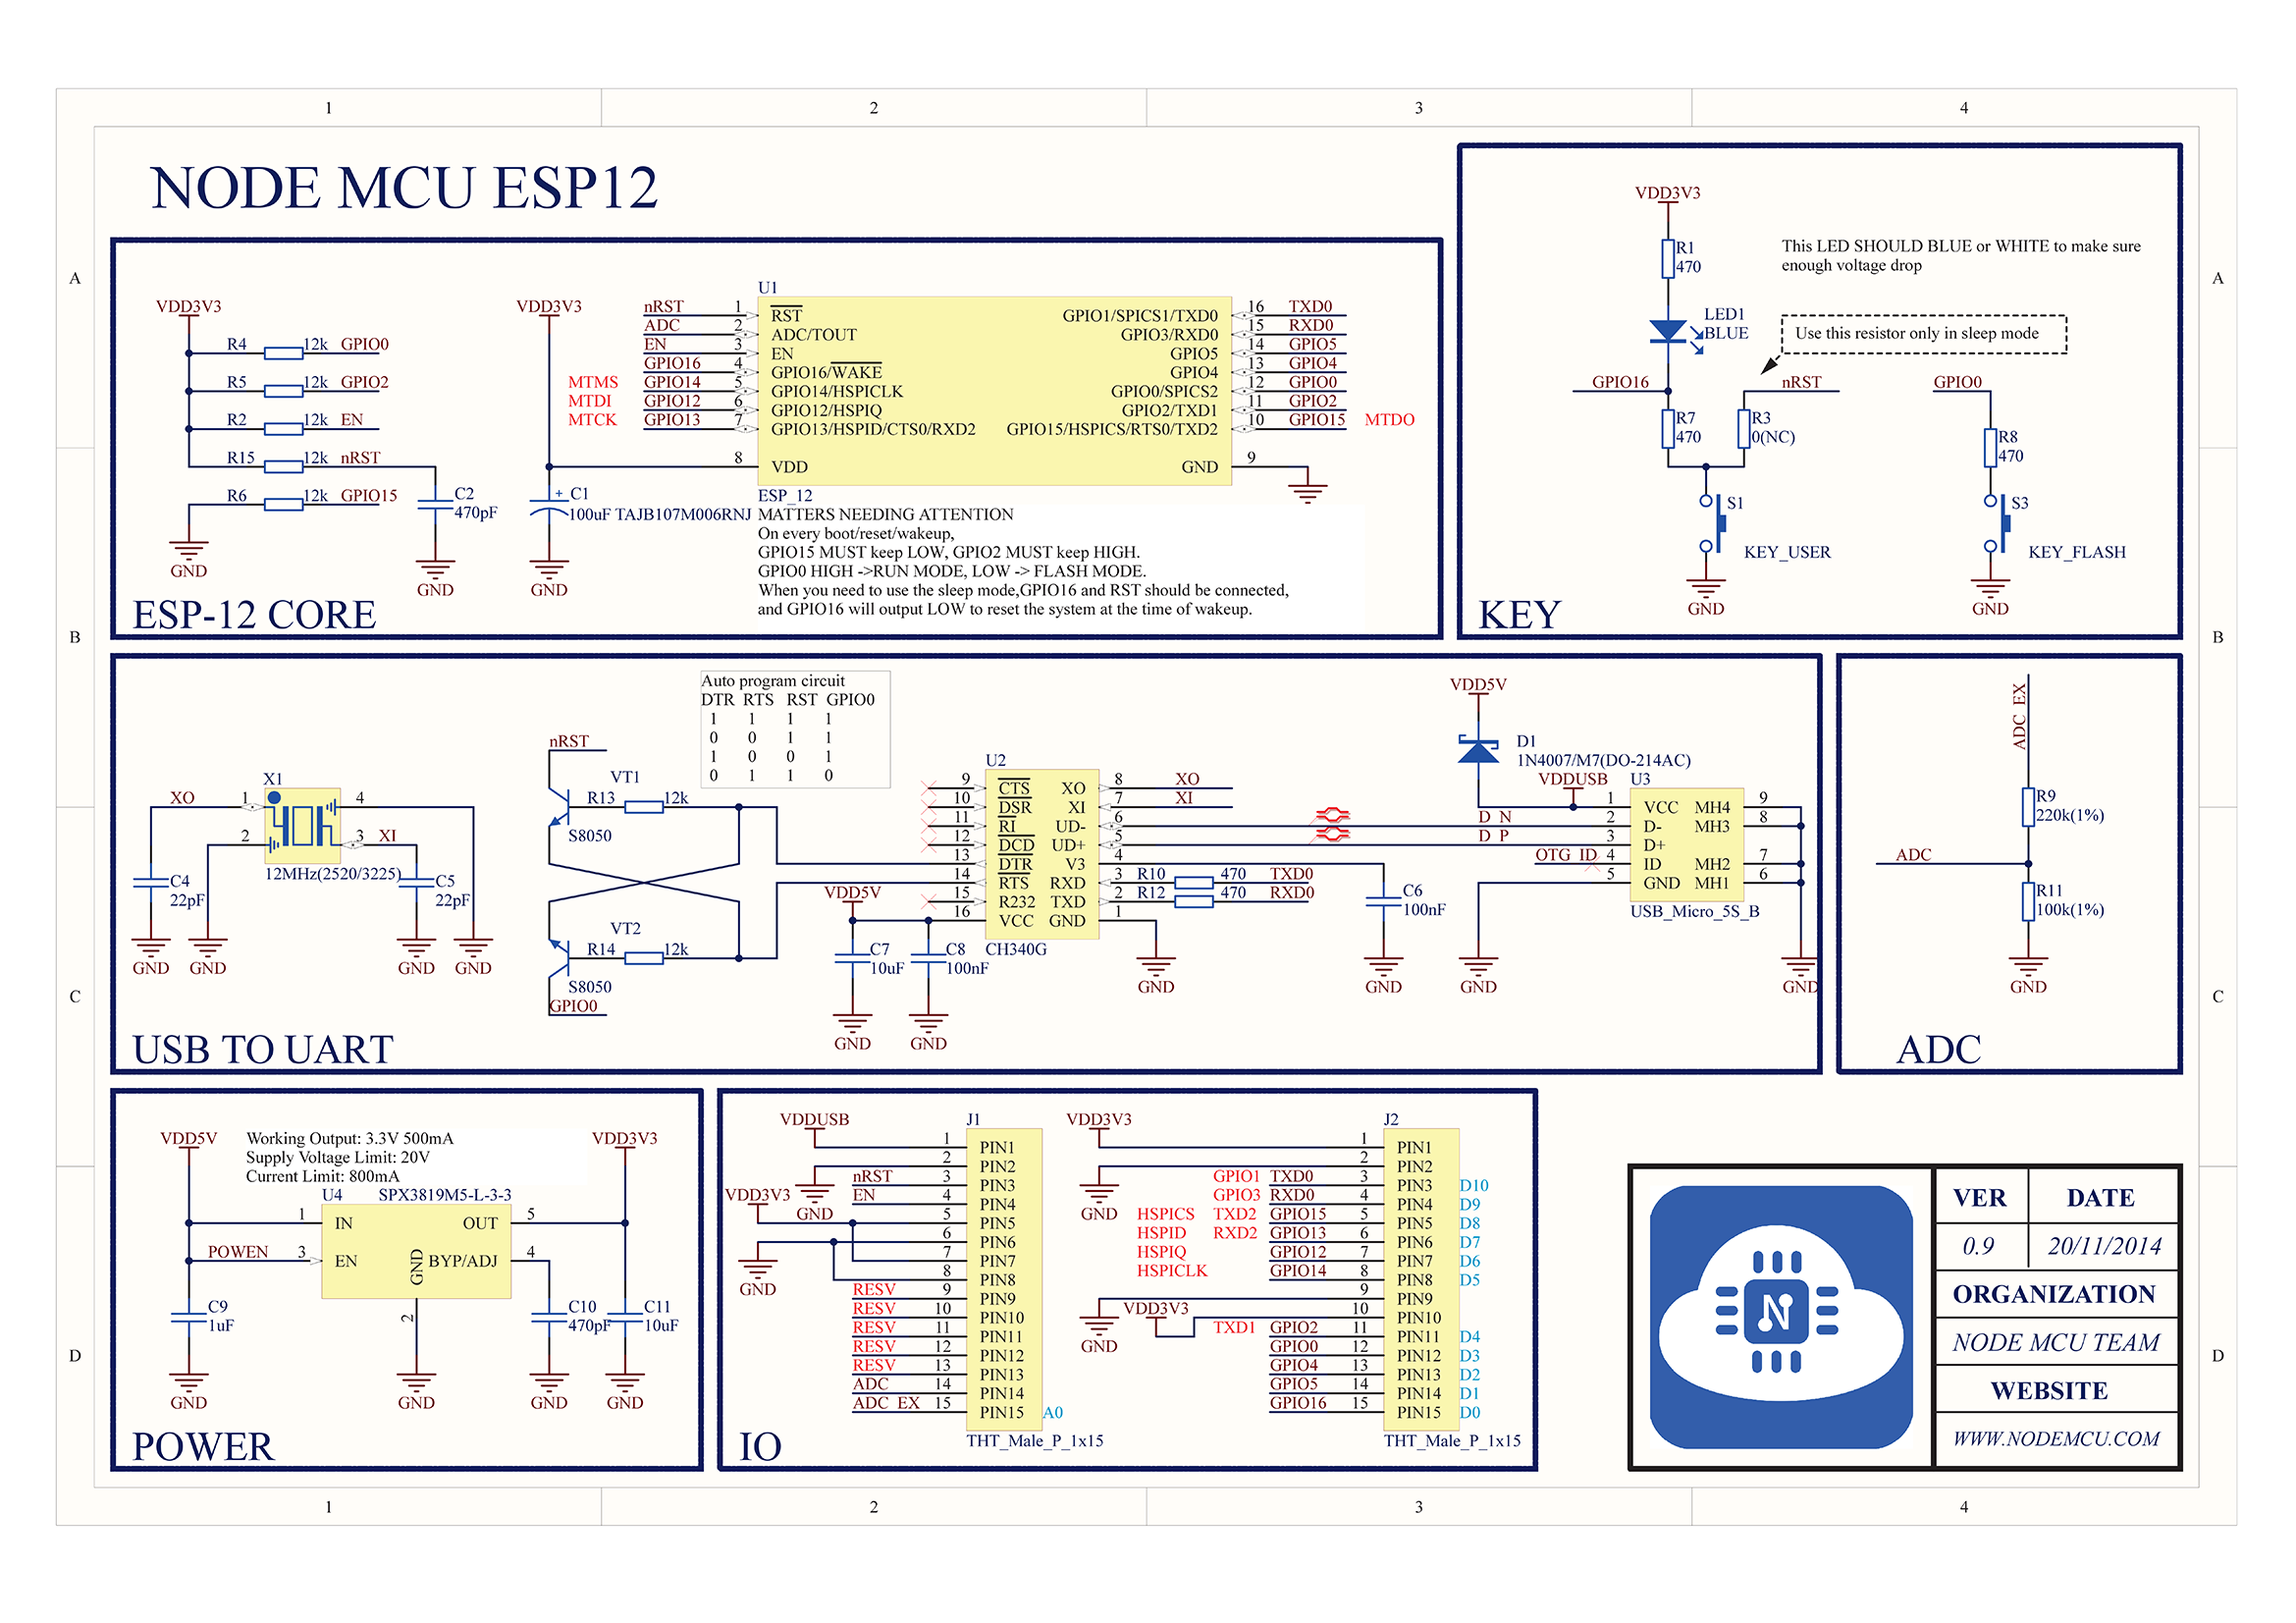 1 2 3 4
A
B
C
D
NODE MCU ESP12
VDD3V3
R4 12k GPIO0
R5 12k GPIO2
R2 12k EN
R15 12k nRST
R6 12k GPIO15
GND
C2
470pF
GND
VDD3V3
C1
100uF TAJB107M006RNJ
GND
U1
nRST 1 RST
ADC 2 ADC/TOUT
EN 3 EN
GPIO16 4 GPIO16/WAKE
MTMS GPIO14 5 GPIO14/HSPICLK
MTDI GPIO12 6 GPIO12/HSPIQ
MTCK GPIO13 7 GPIO13/HSPID/CTS0/RXD2
8 VDD
GPIO1/SPICS1/TXD0 16 TXD0
GPIO3/RXD0 15 RXD0
GPIO5 14 GPIO5
GPIO4 13 GPIO4
GPIO0/SPICS2 12 GPIO0
GPIO2/TXD1 11 GPIO2
GPIO15/HSPICS/RTS0/TXD2 10 GPIO15 MTDO
GND 9
ESP_12
MATTERS NEEDING ATTENTION
On every boot/reset/wakeup,
GPIO15 MUST keep LOW, GPIO2 MUST keep HIGH.
GPIO0 HIGH ->RUN MODE, LOW -> FLASH MODE.
When you need to use the sleep mode,GPIO16 and RST should be connected,
and GPIO16 will output LOW to reset the system at the time of wakeup.
ESP-12 CORE
VDD3V3
R1
470
This LED SHOULD BLUE or WHITE to make sure
enough voltage drop
LED1
BLUE
Use this resistor only in sleep mode
GPIO16
nRST
GPIO0
R7
470
R3
0(NC)
R8
470
S1
KEY_USER
S3
KEY_FLASH
GND
GND
KEY
X1
XO 1 4
2 3 XI
12MHz(2520/3225)
C4
22pF
C5
22pF
GND GND GND GND
Auto program circuit
DTR RTS RST GPIO0
1 1 1 1
0 0 1 1
1 0 0 1
0 1 1 0
nRST
VT1
R13 12k
S8050
VT2
R14 12k
S8050
GPIO0
VDD5V
C7
10uF
C8
100nF
GND GND
U2
9 CTS XO 8 XO
10 DSR XI 7 XI
11 RI UD- 6
12 DCD UD+ 5
13 DTR V3 4
14 RTS RXD 3 R10 470 TXD0
15 R232 TXD 2 R12 470 RXD0
16 VCC GND 1
CH340G
GND
C6
100nF
GND
VDD5V
D1
1N4007/M7(DO-214AC)
VDDUSB
U3
1 VCC MH4 9
D_N 2 D- MH3 8
D_P 3 D+
OTG_ID 4 ID MH2 7
5 GND MH1 6
USB_Micro_5S_B
GND
GND
USB TO UART
ADC_EX
R9
220k(1%)
ADC
R11
100k(1%)
GND
ADC
VDD5V
Working Output: 3.3V 500mA
Supply Voltage Limit: 20V
Current Limit: 800mA
VDD3V3
U4 SPX3819M5-L-3-3
1 IN OUT 5
POWEN 3 EN BYP/ADJ 4
GND
2
C9
1uF
C10
470pF
C11
10uF
GND GND GND GND
POWER
VDDUSB
J1
1 PIN1
2 PIN2
nRST 3 PIN3
EN 4 PIN4
VDD3V3
GND
5 PIN5
6 PIN6
7 PIN7
8 PIN8
GND
RESV 9 PIN9
RESV 10 PIN10
RESV 11 PIN11
RESV 12 PIN12
RESV 13 PIN13
ADC 14 PIN14
ADC_EX 15 PIN15 A0
THT_Male_P_1x15
VDD3V3
J2
1 PIN1
2 PIN2
GPIO1 TXD0 3 PIN3 D10
GPIO3 RXD0 4 PIN4 D9
GND
HSPICS TXD2 GPIO15 5 PIN5 D8
HSPID RXD2 GPIO13 6 PIN6 D7
HSPIQ GPIO12 7 PIN7 D6
HSPICLK GPIO14 8 PIN8 D5
9 PIN9
VDD3V3
10 PIN10
GND
TXD1 GPIO2 11 PIN11 D4
GPIO0 12 PIN12 D3
GPIO4 13 PIN13 D2
GPIO5 14 PIN14 D1
GPIO16 15 PIN15 D0
THT_Male_P_1x15
IO
N
VER DATE
0.9 20/11/2014
ORGANIZATION
NODE MCU TEAM
WEBSITE
WWW.NODEMCU.COM
A
B
C
D
1 2 3 4